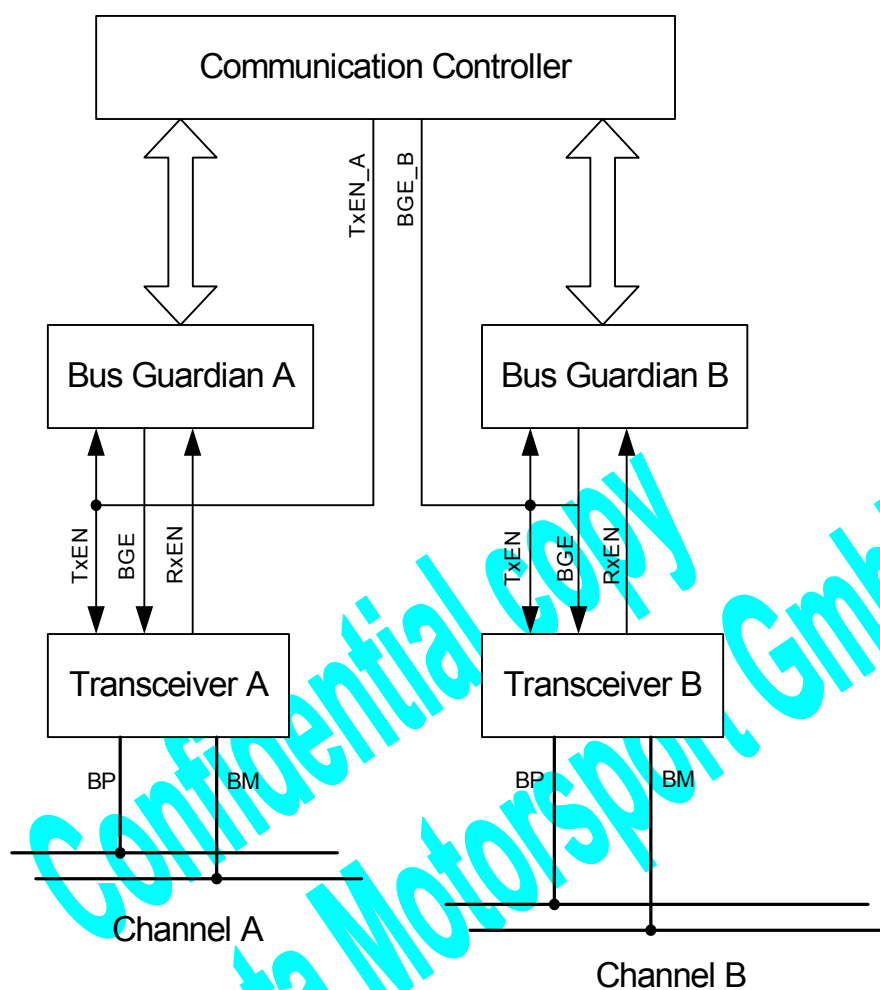 Communication Controller
TxEN_A
BGE_B
Bus Guardian A
Bus Guardian B
TxEN
BGE
RxEN
TxEN
BGE
RxEN
Transceiver A
Transceiver B
BP
BM
BP
BM
Channel A
Channel B
Confidential copy
Motorsport